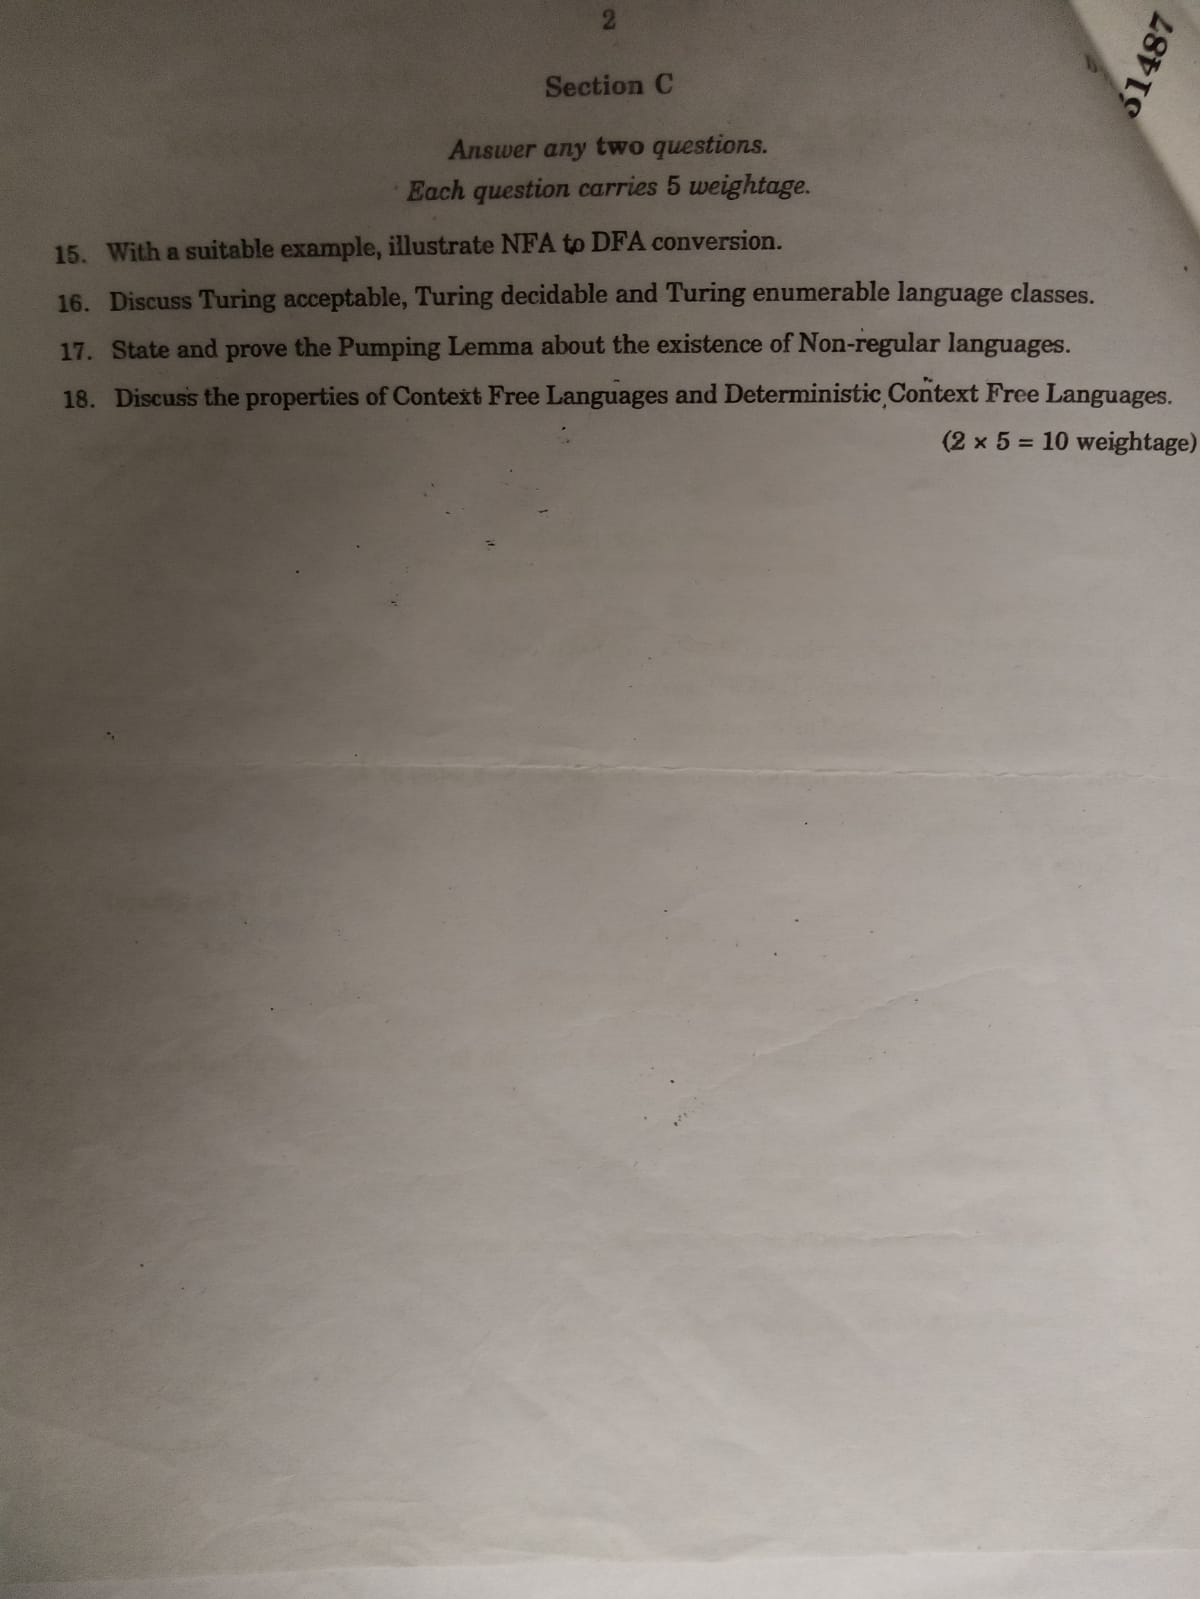 2
51487
Section C
Answer any two questions.
Each question carries 5 weightage.
15. With a suitable example, illustrate NFA to DFA conversion.
16. Discuss Turing acceptable, Turing decidable and Turing enumerable language classes.
17. State and prove the Pumping Lemma about the existence of Non-regular languages.
18. Discuss the properties of Context Free Languages and Deterministic Context Free Languages.
(2 × 5 = 10 weightage)